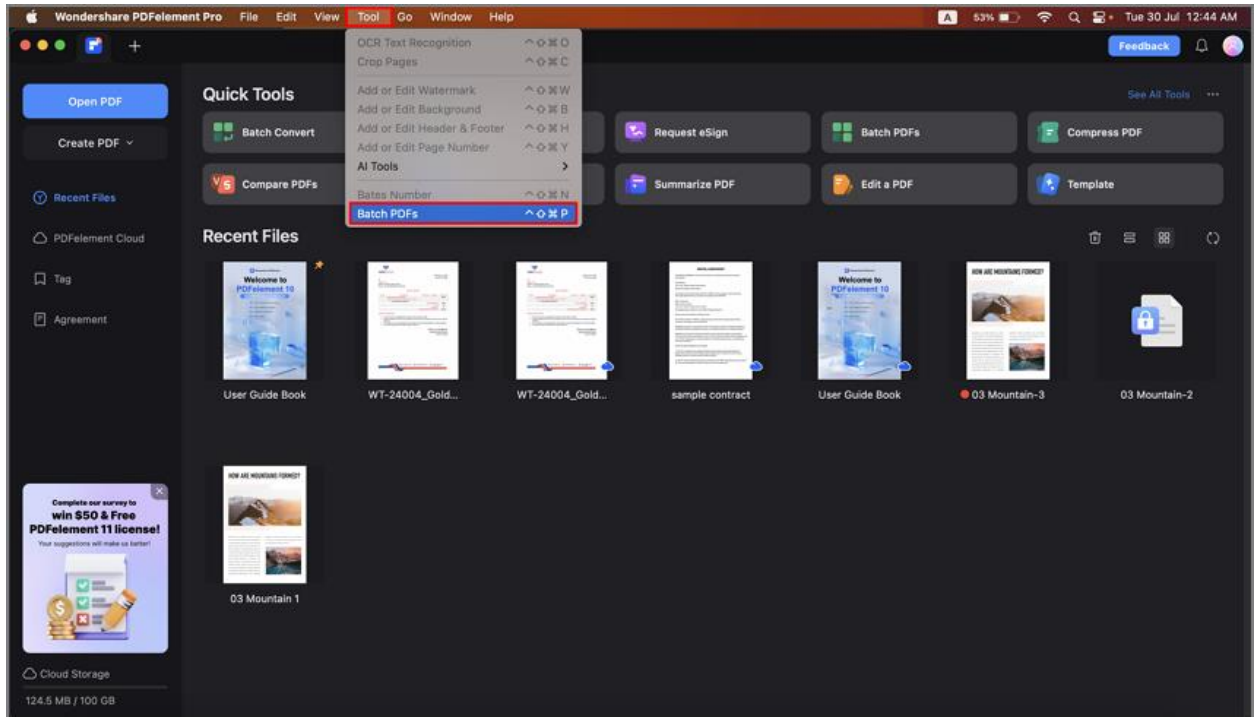 Wondershare PDFelement Pro File Edit View Tool Go Window Help A 53% Tue 30 Jul 12:44 AM
Feedback
OCR Text Recognition ^⇧⌘O
Crop Pages ^⇧⌘C
Add or Edit Watermark ^⇧⌘W
Add or Edit Background ^⇧⌘B
Add or Edit Header & Footer ^⇧⌘H
Add or Edit Page Number ^⇧⌘Y
AI Tools >
Bates Number ^⇧⌘N
Batch PDFs ^⇧⌘P
Open PDF
Create PDF
Recent Files
PDFelement Cloud
Tag
Agreement
Quick Tools
See All Tools ···
Batch Convert
Request eSign
Batch PDFs
Compress PDF
Compare PDFs
Summarize PDF
Edit a PDF
Template
Recent Files
Welcome to
PDFelement 10
User Guide Book
WT-24004_Gold...
WT-24004_Gold...
sample contract
Welcome to
PDFelement 10
User Guide Book
HOW ARE MOUNTAINS FORMED?
03 Mountain-3
03 Mountain-2
HOW ARE MOUNTAINS FORMED?
03 Mountain 1
Complete our survey to
win $50 & Free
PDFelement 11 license!
Your suggestions will make us better!
Cloud Storage
124.5 MB / 100 GB